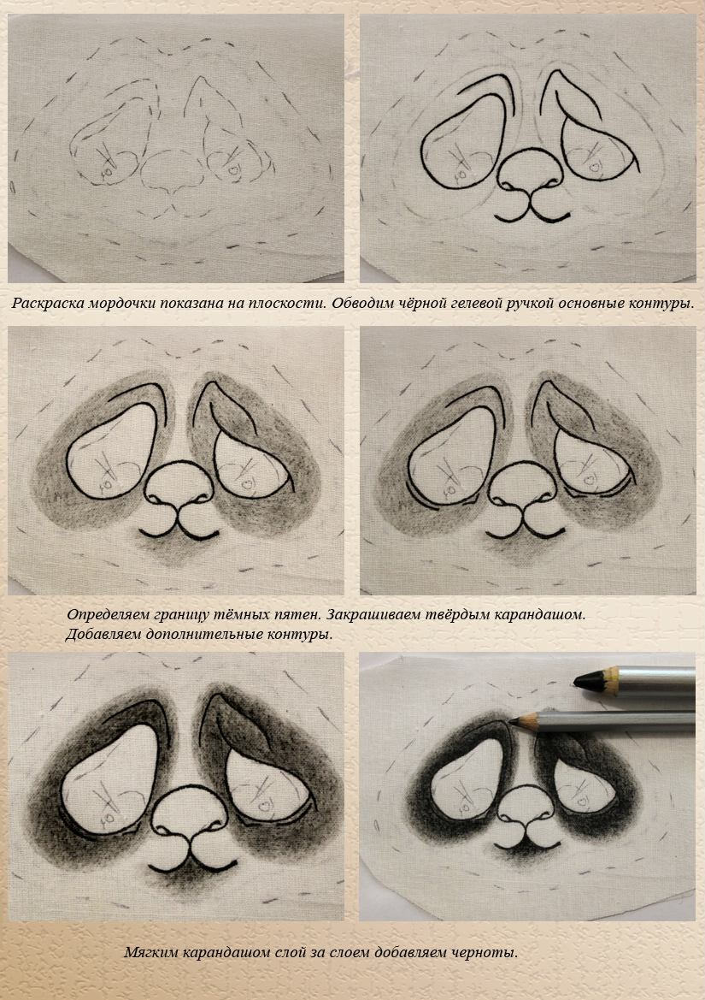 Раскраска мордочки показана на плоскости. Обводим чёрной гелевой ручкой основные контуры.
Определяем границу тёмных пятен. Закрашиваем твёрдым карандашом.
Добавляем дополнительные контуры.
Мягким карандашом слой за слоем добавляем черноты.